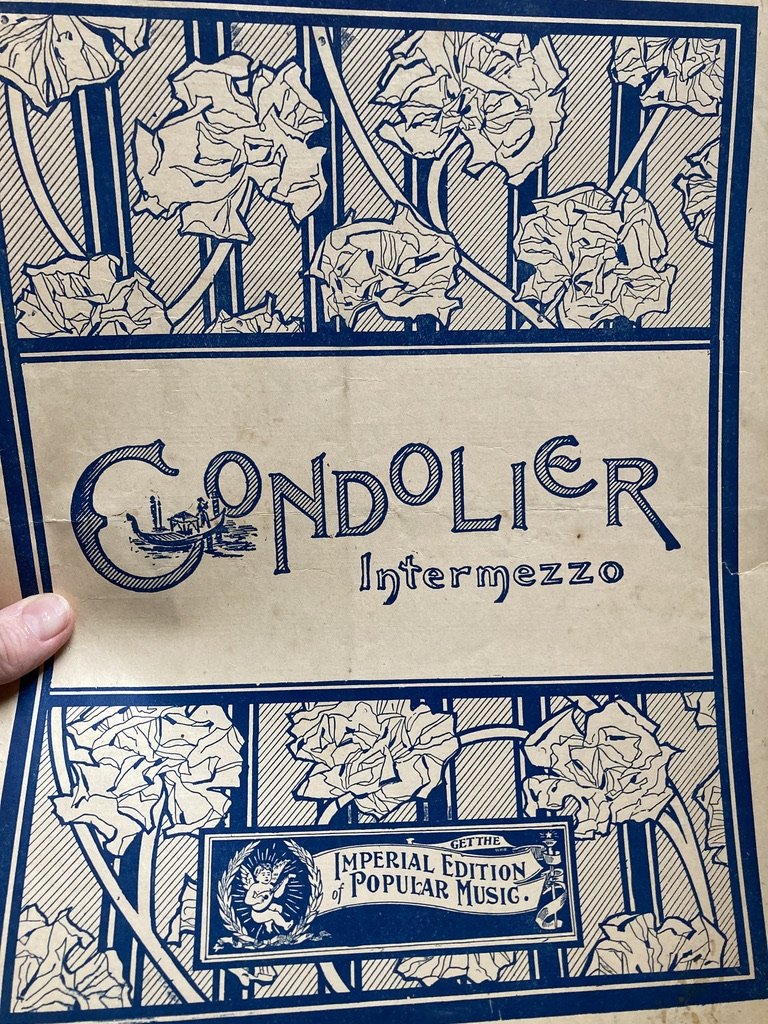 GONDOLIER
Intermezzo
GET THE
IMPERIAL EDITION
of POPULAR MUSIC.